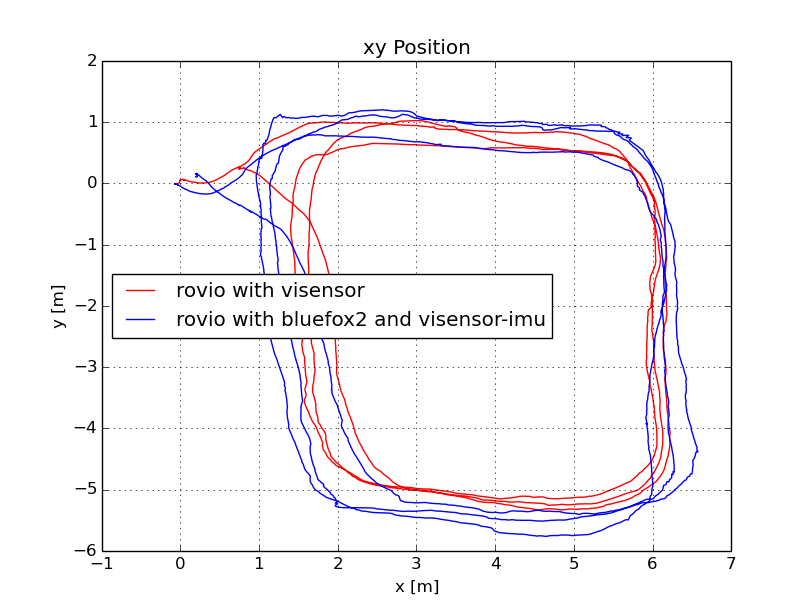 xy Position
2
1
0
−1
−2
−3
−4
−5
−6
y [m]
rovio with visensor
rovio with bluefox2 and visensor-imu
−1 0 1 2 3 4 5 6 7
x [m]